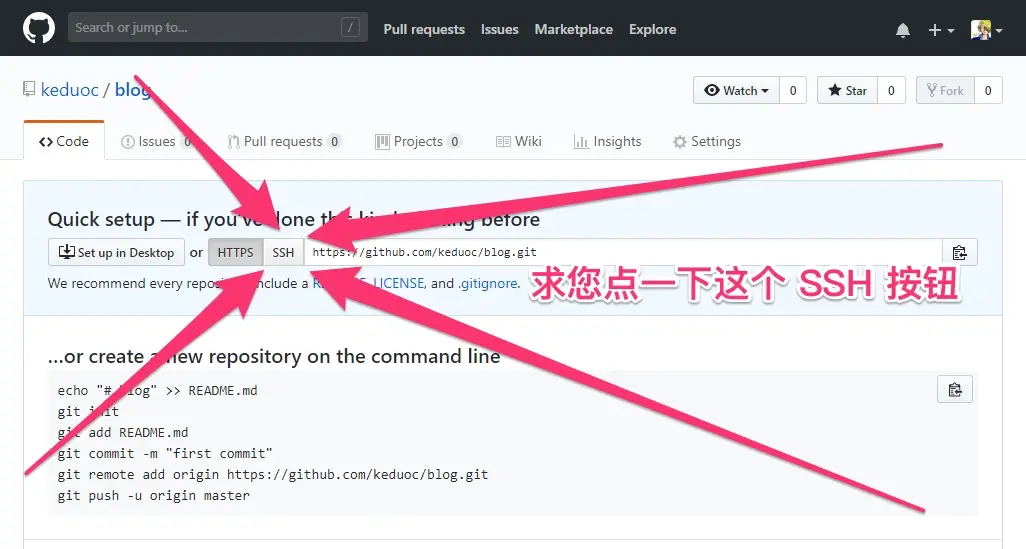 Search or jump to... /
Pull requests Issues Marketplace Explore
keduoc / blog
Watch 0 Star 0 Fork 0
Code Issues 0 Pull requests 0 Projects 0 Wiki Insights Settings
Quick setup — if you've done before
Set up in Desktop or HTTPS SSH https://github.com/keduoc/blog.git
We recommend every include a LICENSE, and .gitignore.
求您点一下这个 SSH 按钮
...or create a new repository on the command line
echo "# blog" >> README.md
git init
git add README.md
git commit -m "first commit"
git remote add origin https://github.com/keduoc/blog.git
git push -u origin master